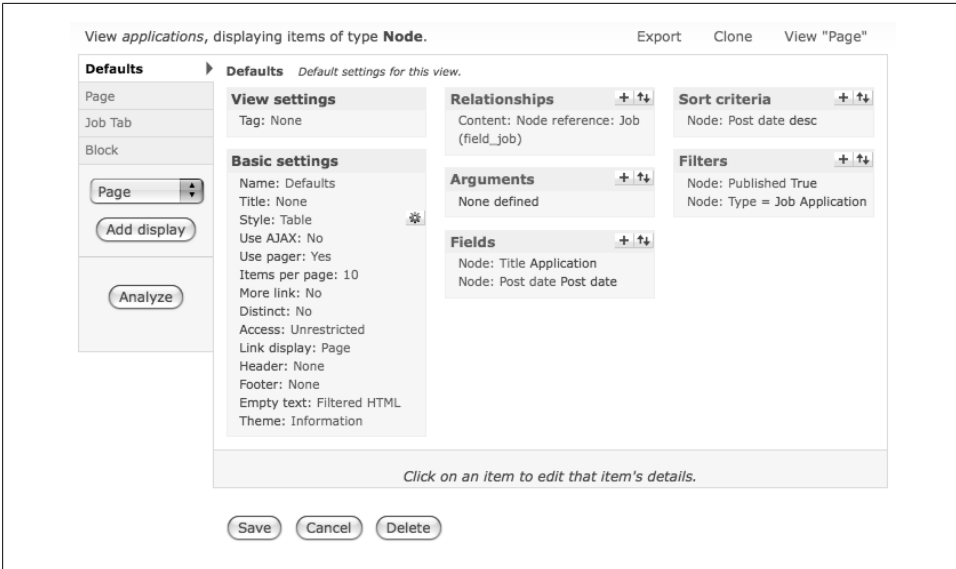 View applications, displaying items of type Node.
Export Clone View "Page"
Defaults
Page
Job Tab
Block
Page
Add display
Analyze
Defaults Default settings for this view.
View settings
Tag: None
Basic settings
Name: Defaults
Title: None
Style: Table
Use AJAX: No
Use pager: Yes
Items per page: 10
More link: No
Distinct: No
Access: Unrestricted
Link display: Page
Header: None
Footer: None
Empty text: Filtered HTML
Theme: Information
Relationships
Content: Node reference: Job
(field_job)
Arguments
None defined
Fields
Node: Title Application
Node: Post date Post date
Sort criteria
Node: Post date desc
Filters
Node: Published True
Node: Type = Job Application
Click on an item to edit that item's details.
Save Cancel Delete